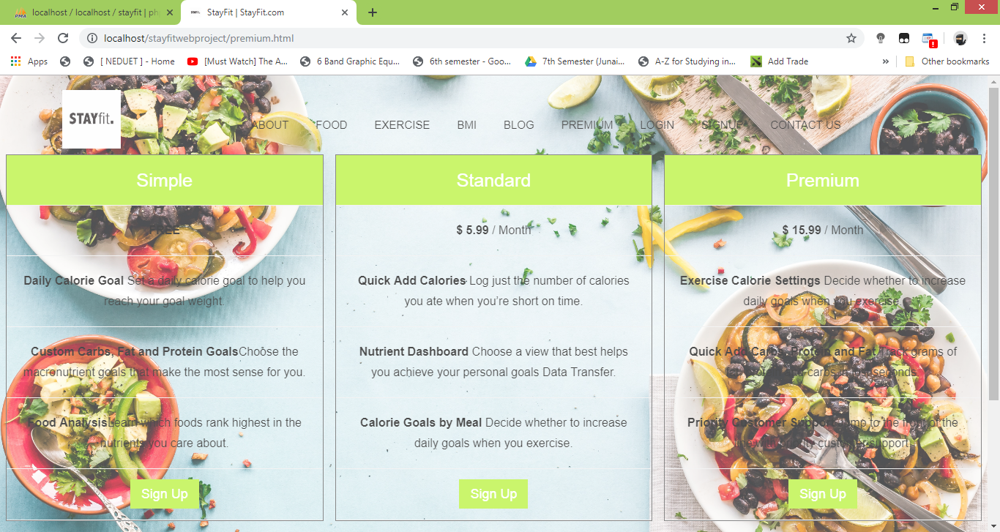 localhost / localhost / stayfit | ph
StayFit | StayFit.com
localhost/stayfitwebproject/premium.html
Apps
[ NEDUET ] - Home
[Must Watch] The A...
6 Band Graphic Equ...
6th semester - Goo...
7th Semester (Junai...
A-Z for Studying in...
Add Trade
»
Other bookmarks
STAYfit.
ABOUT FOOD EXERCISE BMI BLOG PREMIUM LOGIN SIGNUP CONTACT US
Simple
FREE
Daily Calorie Goal Set a daily calorie goal to help you
reach your goal weight.
Custom Carbs, Fat and Protein GoalsChoose the
macronutrient goals that make the most sense for you.
Food AnalysisLearn which foods rank highest in the
nutrients you care about.
Sign Up
Standard
$ 5.99 / Month
Quick Add Calories Log just the number of calories
you ate when you’re short on time.
Nutrient Dashboard Choose a view that best helps
you achieve your personal goals Data Transfer.
Calorie Goals by Meal Decide whether to increase
daily goals when you exercise.
Sign Up
Premium
$ 15.99 / Month
Exercise Calorie Settings Decide whether to increase
daily goals when you exercise.
Quick Add Carbs, Protein and Fat Track grams of
carbs seconds.
Priority Customer Support Jump to the front of the
line with priority customer support.
Sign Up